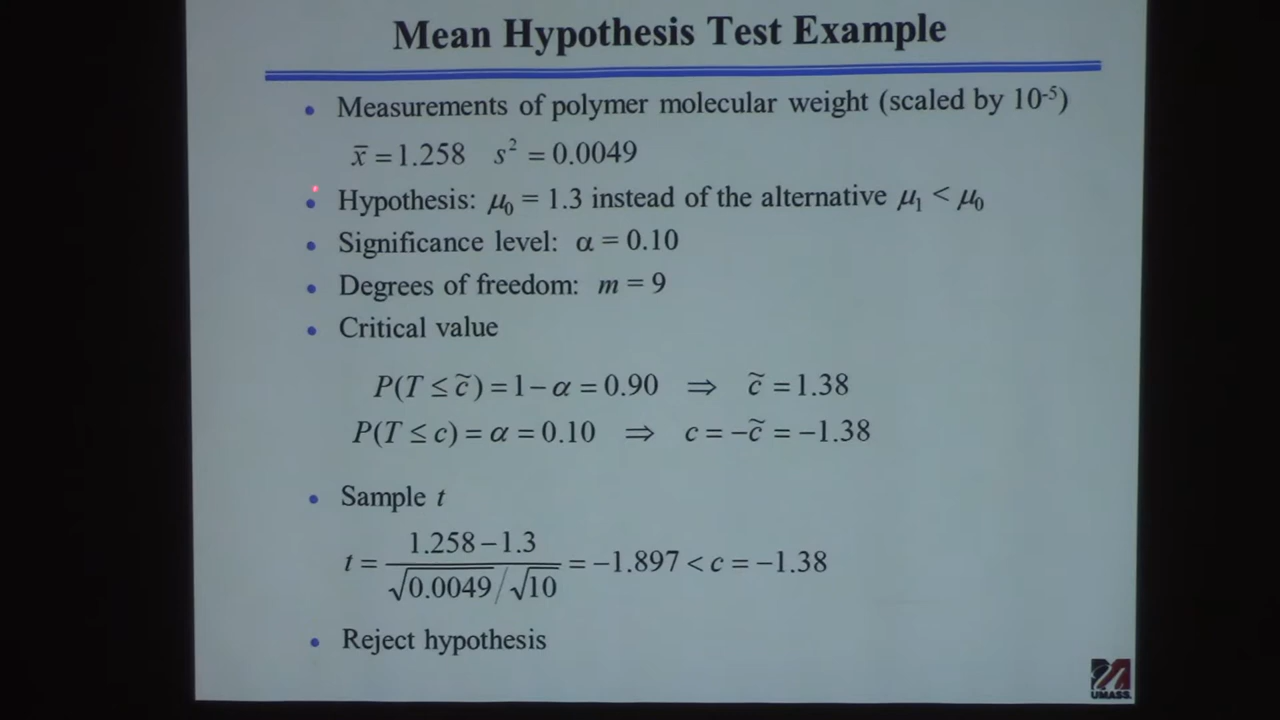 Mean Hypothesis Test Example
• Measurements of polymer molecular weight (scaled by 10⁻⁵)
x̄ = 1.258 s² = 0.0049
• Hypothesis: μ₀ = 1.3 instead of the alternative μ₁ < μ₀
• Significance level: α = 0.10
• Degrees of freedom: m = 9
• Critical value
P(T ≤ c̃) = 1 − α = 0.90 ⇒ c̃ = 1.38
P(T ≤ c) = α = 0.10 ⇒ c = −c̃ = −1.38
• Sample t
t = (1.258 − 1.3) / (√0.0049/√10) = −1.897 < c = −1.38
• Reject hypothesis
UMASS